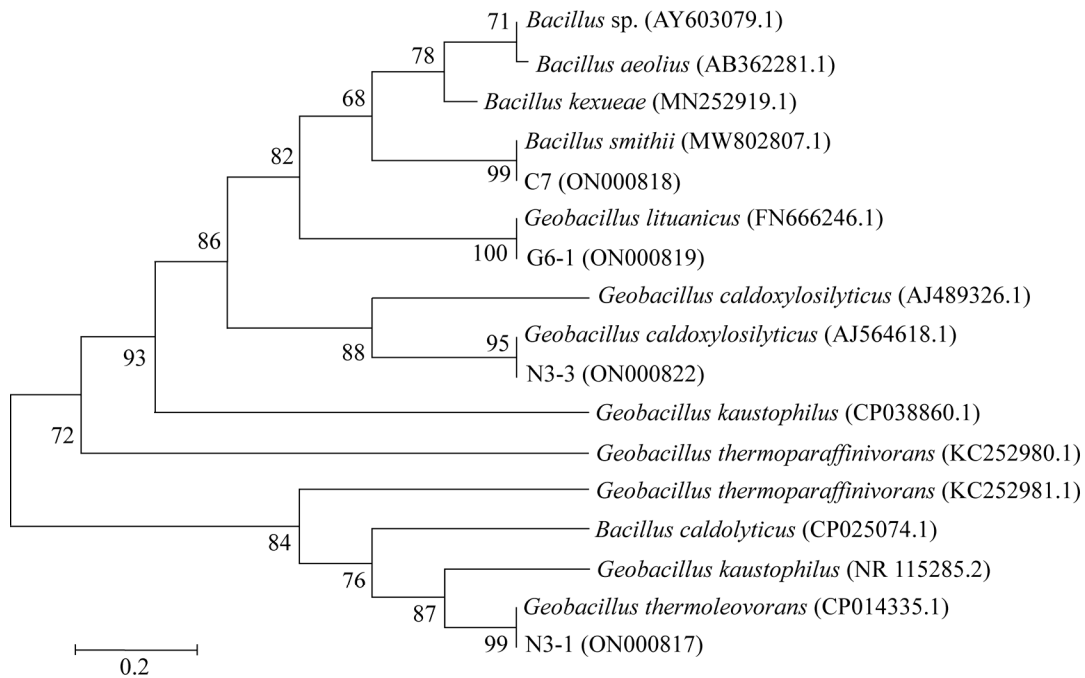 71 Bacillus sp. (AY603079.1)
78
Bacillus aeolius (AB362281.1)
68
Bacillus kexueae (MN252919.1)
Bacillus smithii (MW802807.1)
82
99 C7 (ON000818)
Geobacillus lituanicus (FN666246.1)
86
100 G6-1 (ON000819)
Geobacillus caldoxylosilyticus (AJ489326.1)
95 Geobacillus caldoxylosilyticus (AJ564618.1)
93
88
N3-3 (ON000822)
Geobacillus kaustophilus (CP038860.1)
72
Geobacillus thermoparaffinivorans (KC252980.1)
Geobacillus thermoparaffinivorans (KC252981.1)
Bacillus caldolyticus (CP025074.1)
84
Geobacillus kaustophilus (NR 115285.2)
76
Geobacillus thermoleovorans (CP014335.1)
87
99 N3-1 (ON000817)
0.2